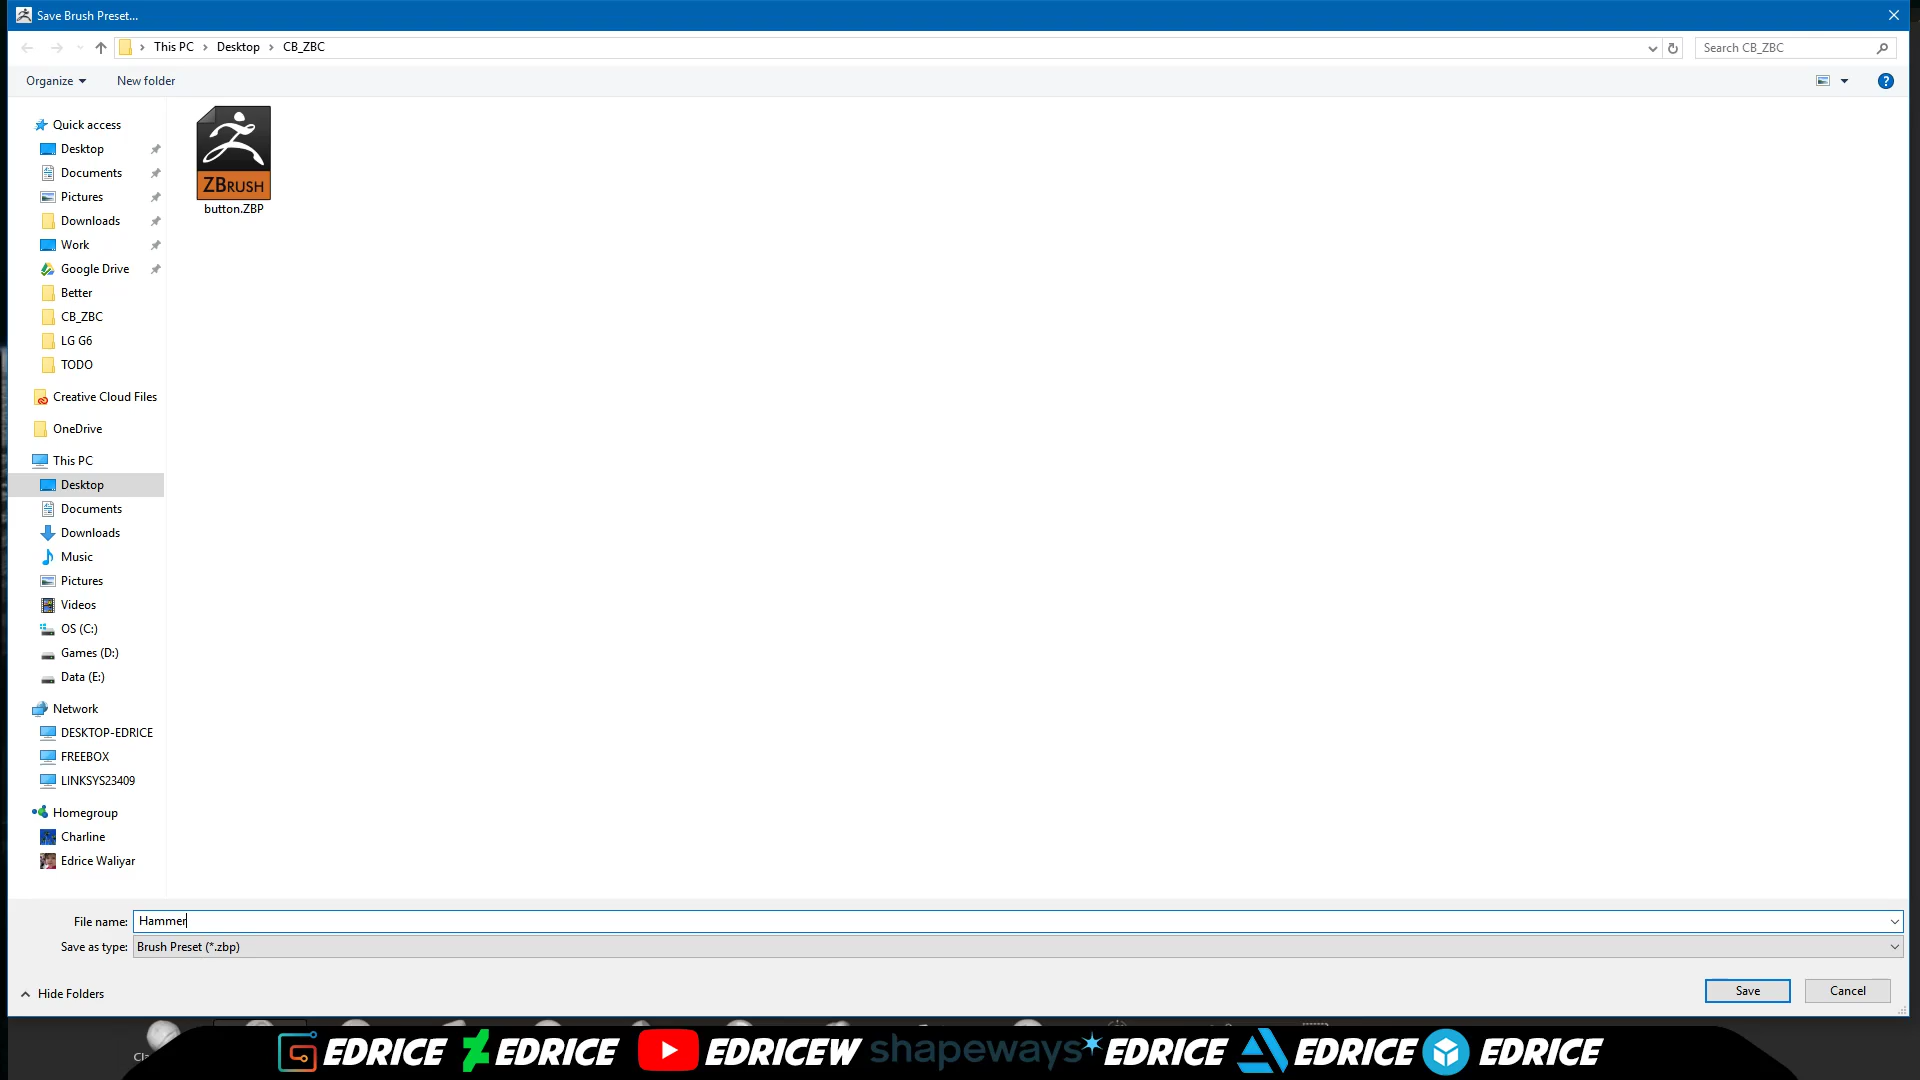 Save Brush Preset...
This PC > Desktop > CB_ZBC
Search CB_ZBC
Organize
New folder
?
Quick access
Desktop
Documents
Pictures
Downloads
Work
Google Drive
Better
CB_ZBC
LG G6
TODO
Creative Cloud Files
OneDrive
This PC
Desktop
Documents
Downloads
Music
Pictures
Videos
OS (C:)
Games (D:)
Data (E:)
Network
DESKTOP-EDRICE
FREEBOX
LINKSYS23409
Homegroup
Charline
Edrice Waliyar
ZBRUSH
button.ZBP
File name: Hammer
Save as type: Brush Preset (*.zbp)
Hide Folders
Save
Cancel
EDRICE EDRICE EDRICEW shapeways* EDRICE EDRICE EDRICE